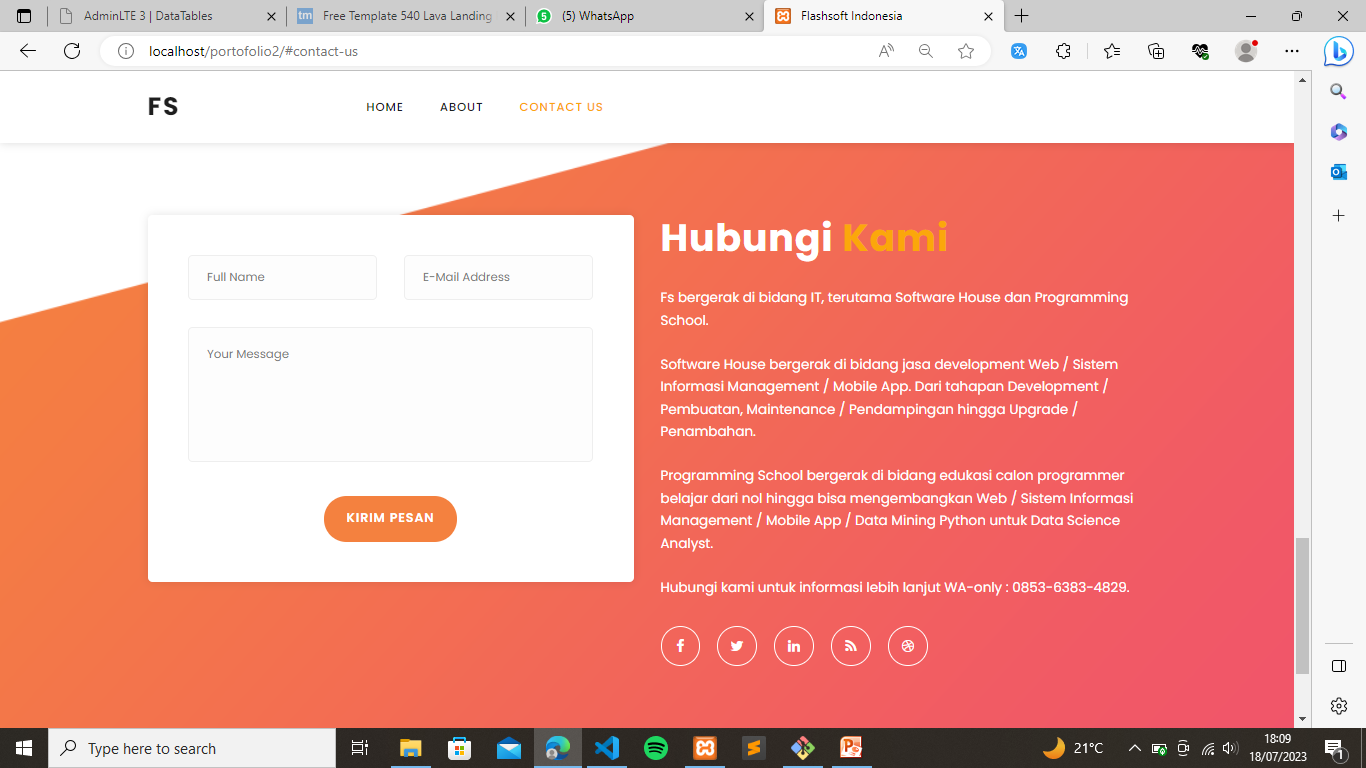 AdminLTE 3 | DataTables
tm
Free Template 540 Lava Landing
5
(5) WhatsApp
Flashsoft Indonesia
localhost/portofolio2/#contact-us
FS
HOME
ABOUT
CONTACT US
Full Name
E-Mail Address
Your Message
KIRIM PESAN
Hubungi Kami
Fs bergerak di bidang IT, terutama Software House dan Programming
School.
Software House bergerak di bidang jasa development Web / Sistem
Informasi Management / Mobile App. Dari tahapan Development /
Pembuatan, Maintenance / Pendampingan hingga Upgrade /
Penambahan.
Programming School bergerak di bidang edukasi calon programmer
belajar dari nol hingga bisa mengembangkan Web / Sistem Informasi
Management / Mobile App / Data Mining Python untuk Data Science
Analyst.
Hubungi kami untuk informasi lebih lanjut WA-only : 0853-6383-4829.
Type here to search
21°C
18:09
18/07/2023
1